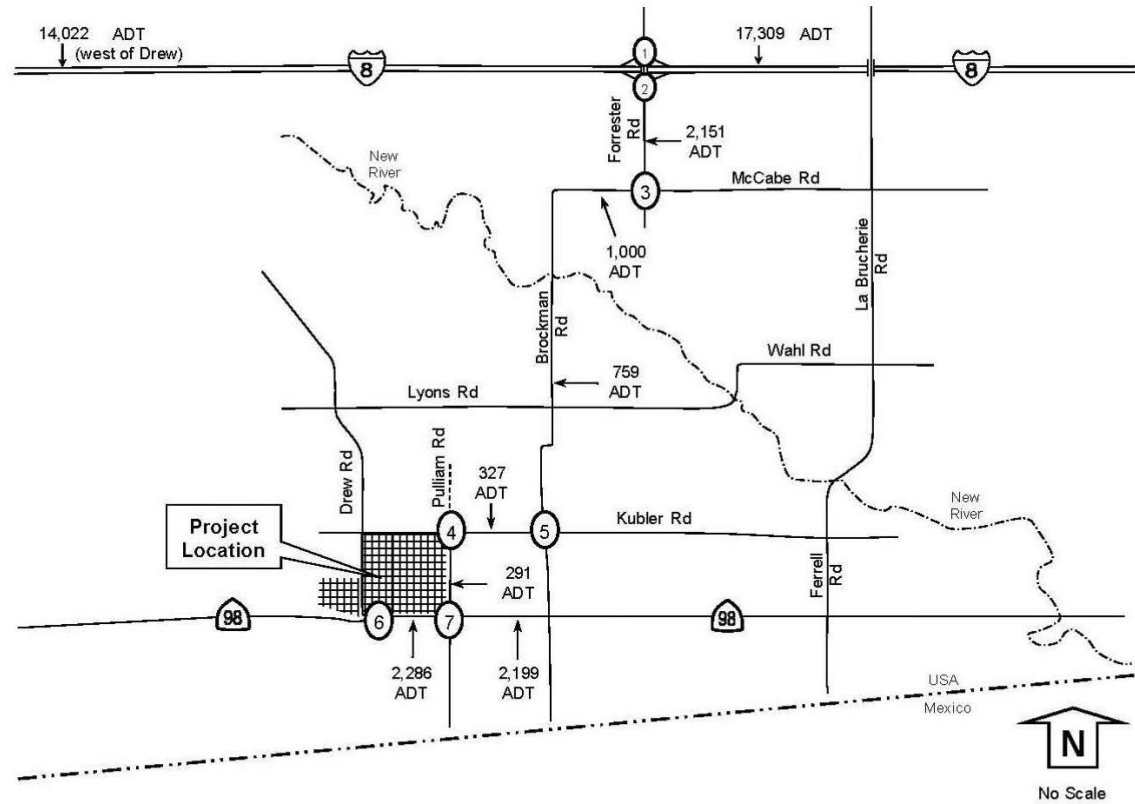 14,022 ADT
(west of Drew)
17,309 ADT
8
8
1
2
Forrester
Rd
2,151
ADT
New
River
3
McCabe Rd
1,000
ADT
La Brucherie
Rd
Brockman
Rd
Wahl Rd
759
ADT
Lyons Rd
Drew Rd
Pulliam Rd
327
ADT
Project
Location
4
5
Kubler Rd
New
River
291
ADT
Ferrell
Rd
98
6
7
98
2,286
ADT
2,199
ADT
USA
Mexico
N
No Scale